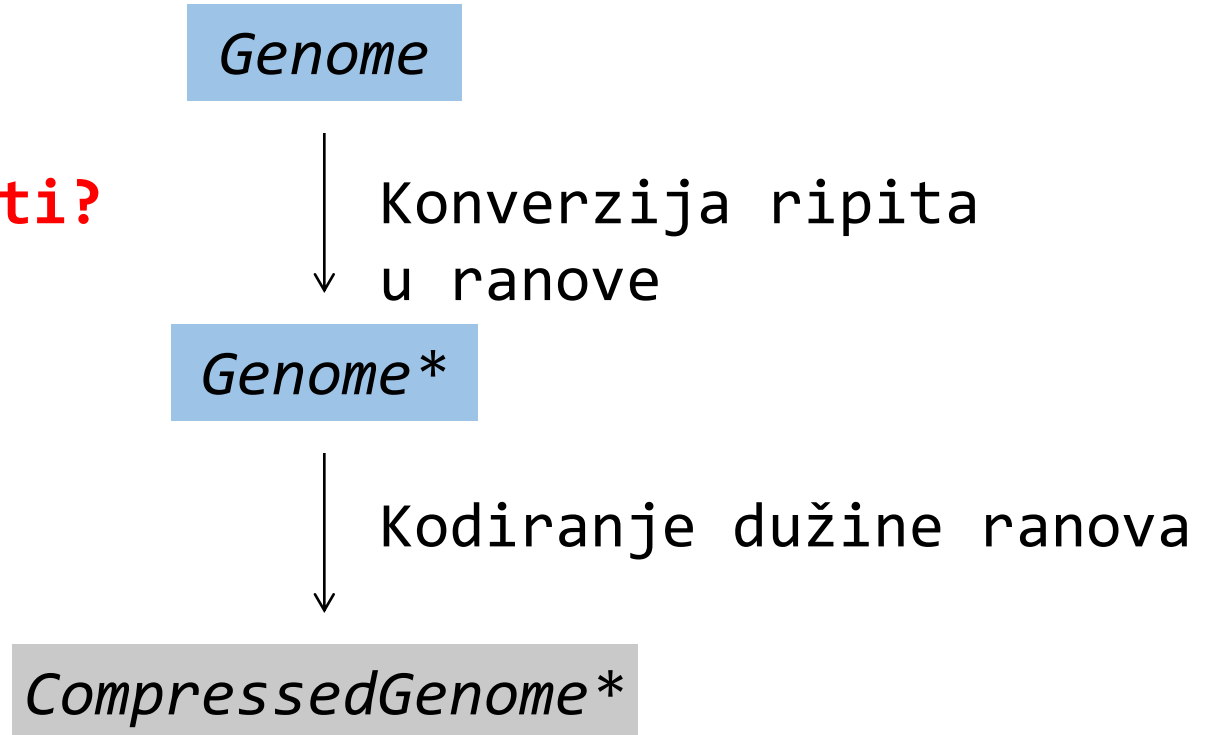 Genome
ti? Konverzija ripita
u ranove
Genome*
Kodiranje dužine ranova
CompressedGenome*